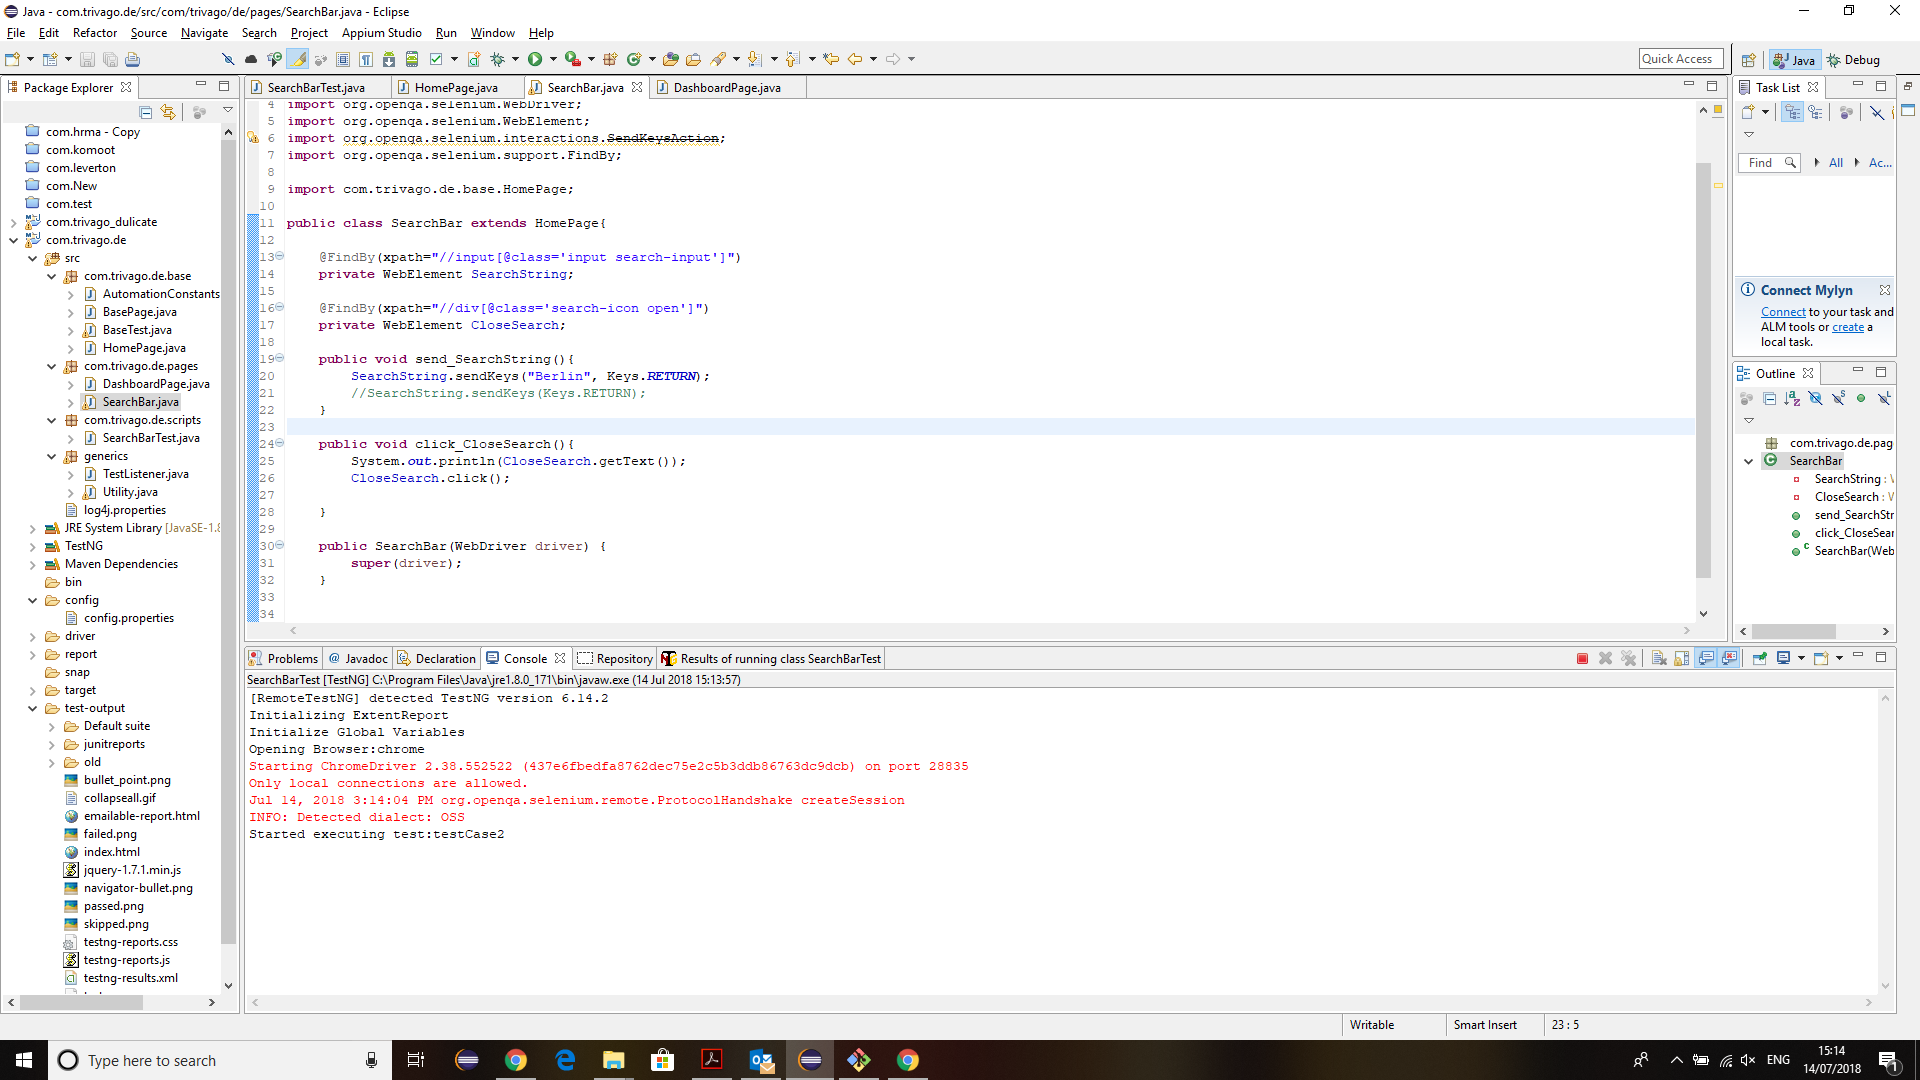 Java - com.trivago.de/src/com/trivago/de/pages/SearchBar.java - Eclipse
File Edit Refactor Source Navigate Search Project Appium Studio Run Window Help
Quick Access
Java
Debug
Package Explorer
com.hrma - Copy
com.komoot
com.leverton
com.New
com.test
com.trivago_dulicate
com.trivago.de
src
com.trivago.de.base
AutomationConstants
BasePage.java
BaseTest.java
HomePage.java
com.trivago.de.pages
DashboardPage.java
SearchBar.java
com.trivago.de.scripts
SearchBarTest.java
generics
TestListener.java
Utility.java
log4j.properties
JRE System Library [JavaSE-1.8
TestNG
Maven Dependencies
bin
config
config.properties
driver
report
snap
target
test-output
Default suite
junitreports
old
bullet_point.png
collapseall.gif
emailable-report.html
failed.png
index.html
jquery-1.7.1.min.js
navigator-bullet.png
passed.png
skipped.png
testng-reports.css
testng-reports.js
testng-results.xml
SearchBarTest.java HomePage.java SearchBar.java DashboardPage.java
4 import org.openqa.selenium.WebDriver;
5 import org.openqa.selenium.WebElement;
6 import org.openqa.selenium.interactions.SendKeysAction;
7 import org.openqa.selenium.support.FindBy;
8
9 import com.trivago.de.base.HomePage;
10
11 public class SearchBar extends HomePage{
12
13 @FindBy(xpath="//input[@class='input search-input']")
14 private WebElement SearchString;
15
16 @FindBy(xpath="//div[@class='search-icon open']")
17 private WebElement CloseSearch;
18
19 public void send_SearchString(){
20 SearchString.sendKeys("Berlin", Keys.RETURN);
21 //SearchString.sendKeys(Keys.RETURN);
22 }
23
24 public void click_CloseSearch(){
25 System.out.println(CloseSearch.getText());
26 CloseSearch.click();
27
28 }
29
30 public SearchBar(WebDriver driver) {
31 super(driver);
32 }
33
34
Task List
Find All Ac...
Connect Mylyn
Connect to your task and
ALM tools or create a
local task.
Outline
com.trivago.de.pag
SearchBar
SearchString :
CloseSearch :
send_SearchStr
click_CloseSear
SearchBar(Web
Problems Javadoc Declaration Console Repository Results of running class SearchBarTest
SearchBarTest [TestNG] C:\Program Files\Java\jre1.8.0_171\bin\javaw.exe (14 Jul 2018 15:13:57)
[RemoteTestNG] detected TestNG version 6.14.2
Initializing ExtentReport
Initialize Global Variables
Opening Browser:chrome
Starting ChromeDriver 2.38.552522 (437e6fbedfa8762dec75e2c5b3ddb86763dc9dcb) on port 28835
Only local connections are allowed.
Jul 14, 2018 3:14:04 PM org.openqa.selenium.remote.ProtocolHandshake createSession
INFO: Detected dialect: OSS
Started executing test:testCase2
Writable Smart Insert 23 : 5
Type here to search
ENG
15:14
14/07/2018
1